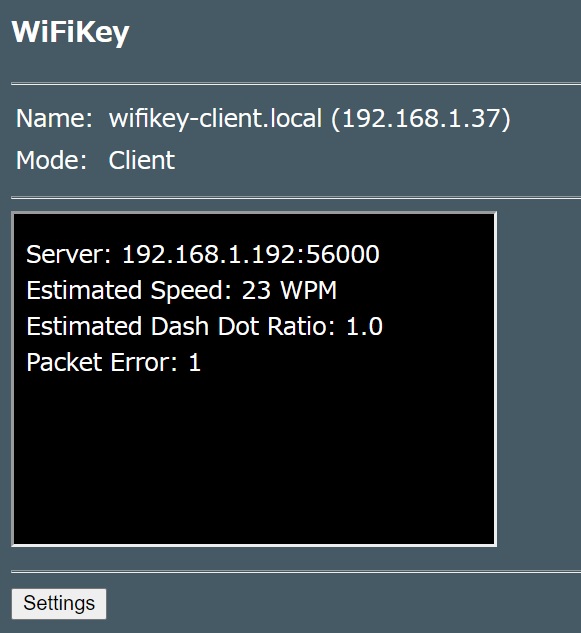 WiFiKey
Name: wifikey-client.local (192.168.1.37)
Mode: Client
Server: 192.168.1.192:56000
Estimated Speed: 23 WPM
Estimated Dash Dot Ratio: 1.0
Packet Error: 1
Settings